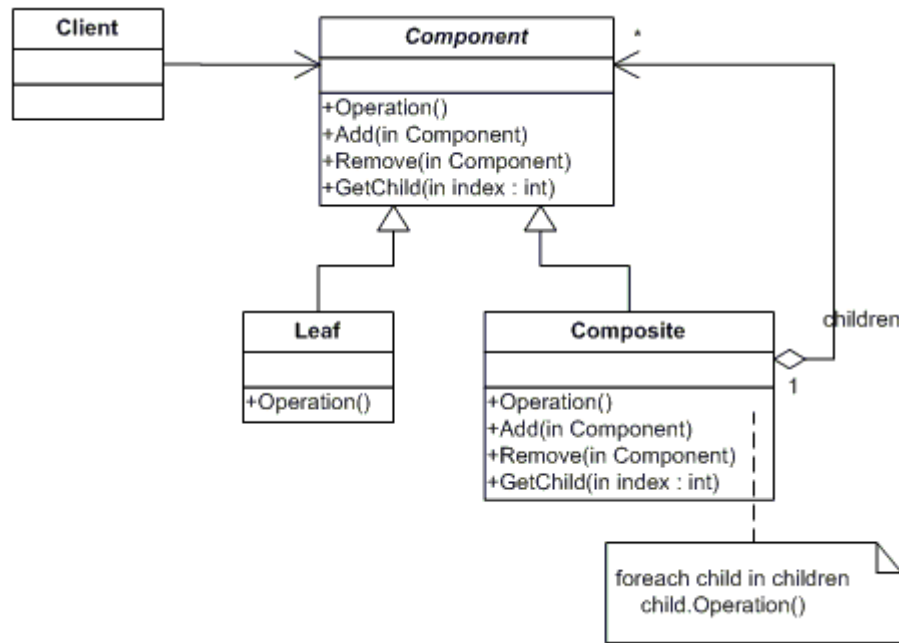 Client
Component
*
+Operation()
+Add(in Component)
+Remove(in Component)
+GetChild(in index : int)
Leaf
+Operation()
Composite
children
1
+Operation()
+Add(in Component)
+Remove(in Component)
+GetChild(in index : int)
foreach child in children
child.Operation()